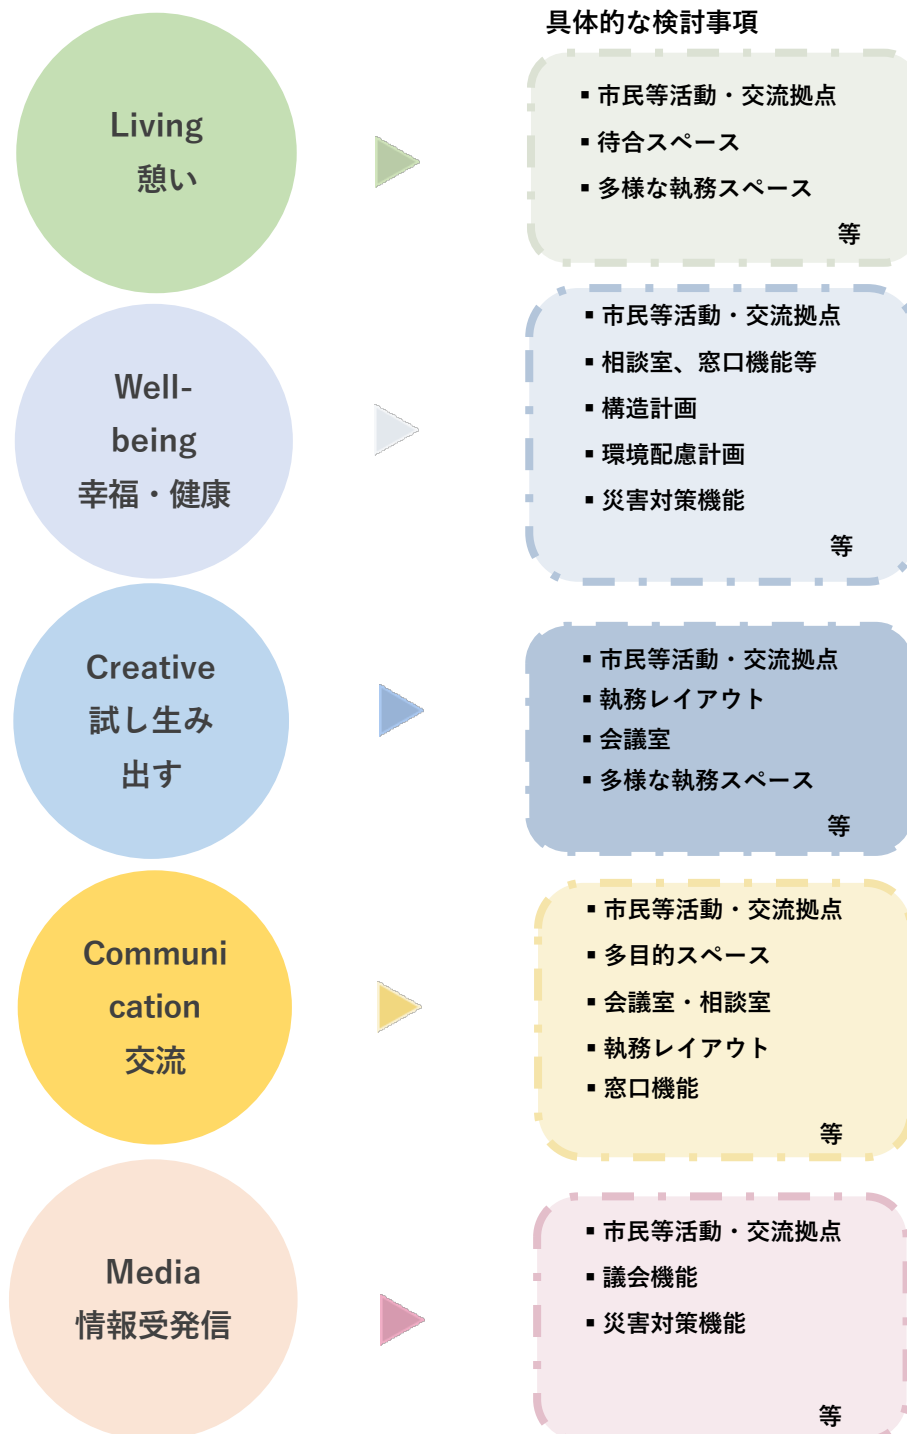 具体的な検討事項
Living
憩い
▪ 市民等活動・交流拠点
▪ 待合スペース
▪ 多様な執務スペース
等
Well-
being
幸福・健康
▪ 市民等活動・交流拠点
▪ 相談室、窓口機能等
▪ 構造計画
▪ 環境配慮計画
▪ 災害対策機能
等
Creative
試し生み
出す
▪ 市民等活動・交流拠点
▪ 執務レイアウト
▪ 会議室
▪ 多様な執務スペース
等
Communi
cation
交流
▪ 市民等活動・交流拠点
▪ 多目的スペース
▪ 会議室・相談室
▪ 執務レイアウト
▪ 窓口機能
等
Media
情報受発信
▪ 市民等活動・交流拠点
▪ 議会機能
▪ 災害対策機能
等